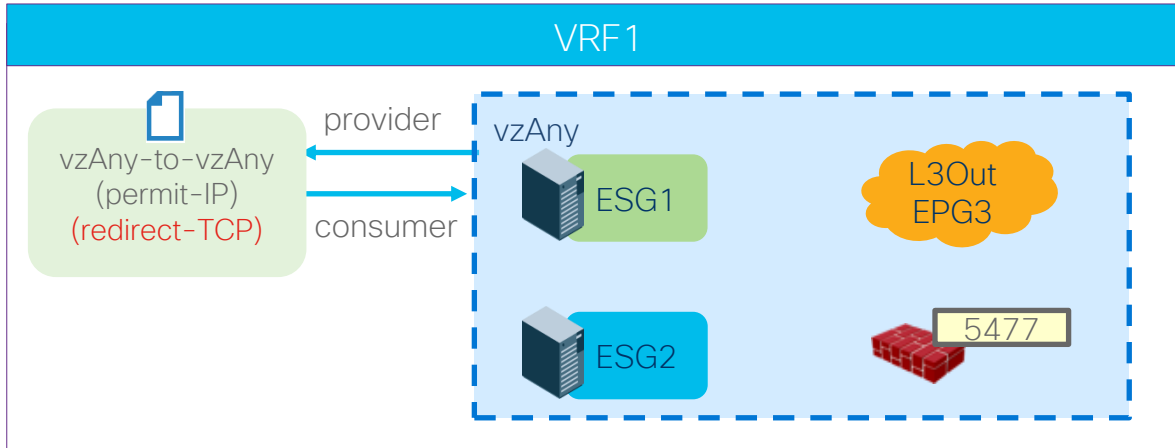 VRF1
provider
vzAny-to-vzAny
(permit-IP)
(redirect-TCP)
consumer
vzAny
ESG1
L3Out
EPG3
ESG2
5477